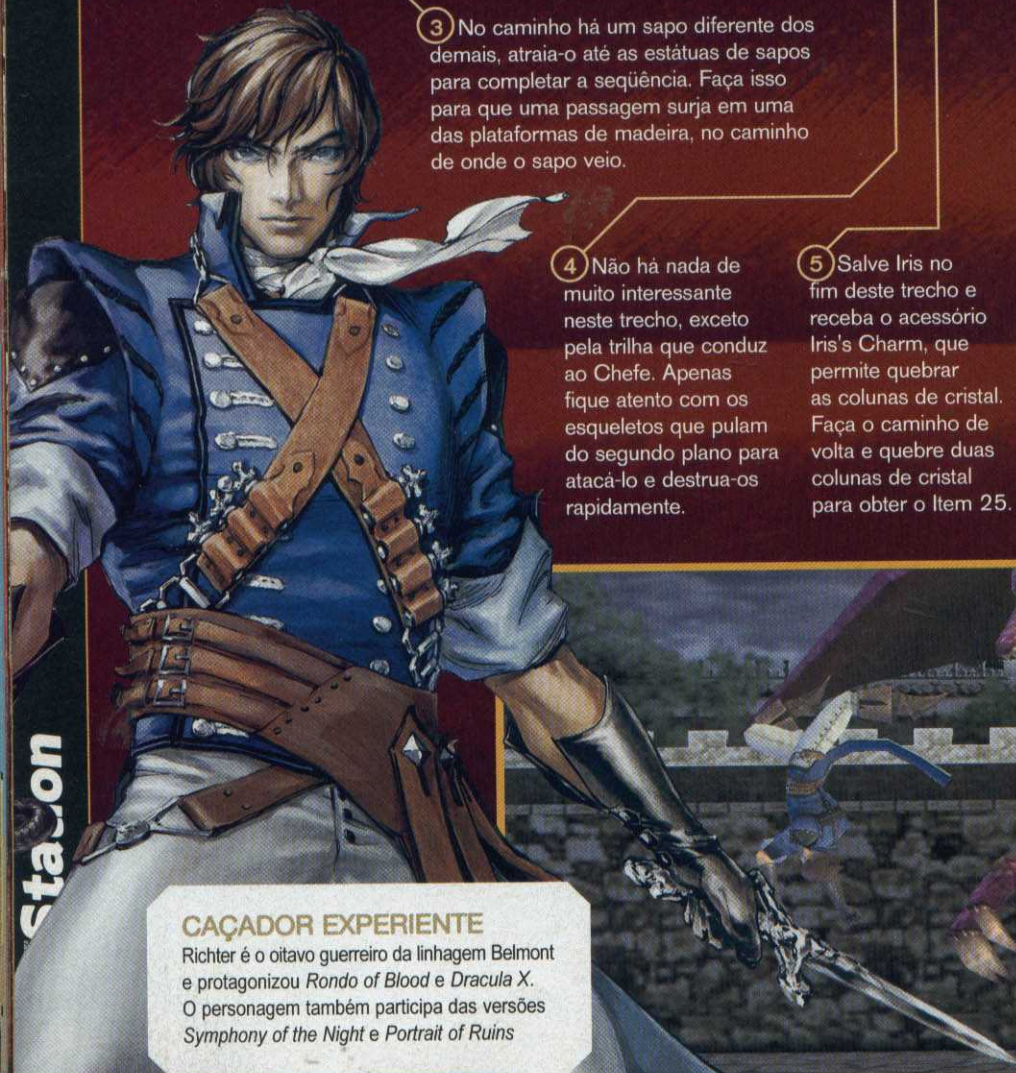 3 No caminho há um sapo diferente dos
demais, atraia-o até as estátuas de sapos
para completar a seqüência. Faça isso
para que uma passagem surja em uma
das plataformas de madeira, no caminho
de onde o sapo veio.
4 Não há nada de
muito interessante
neste trecho, exceto
pela trilha que conduz
ao Chefe. Apenas
fique atento com os
esqueletos que pulam
do segundo plano para
atacá-lo e destrua-os
rapidamente.
5 Salve Iris no
fim deste trecho e
receba o acessório
Iris's Charm, que
permite quebrar
as colunas de cristal.
Faça o caminho de
volta e quebre duas
colunas de cristal
para obter o Item 25.
Station
CAÇADOR EXPERIENTE
Richter é o oitavo guerreiro da linhagem Belmont
e protagonizou Rondo of Blood e Dracula X.
O personagem também participa das versões
Symphony of the Night e Portrait of Ruins